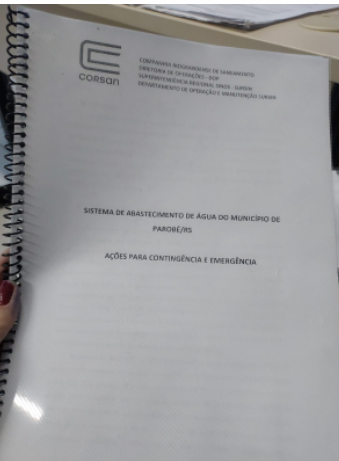 corsan
COMPANHIA RIOGRANDENSE DE SANEAMENTO
DIRETORIA DE OPERAÇÕES - DOP
SUPERINTENDÊNCIA REGIONAL SINOS - SURSIN
DEPARTAMENTO DE OPERAÇÃO E MANUTENÇÃO SURSIN
SISTEMA DE ABASTECIMENTO DE ÁGUA DO MUNICÍPIO DE
PAROBÉ/RS
AÇÕES PARA CONTINGÊNCIA E EMERGÊNCIA